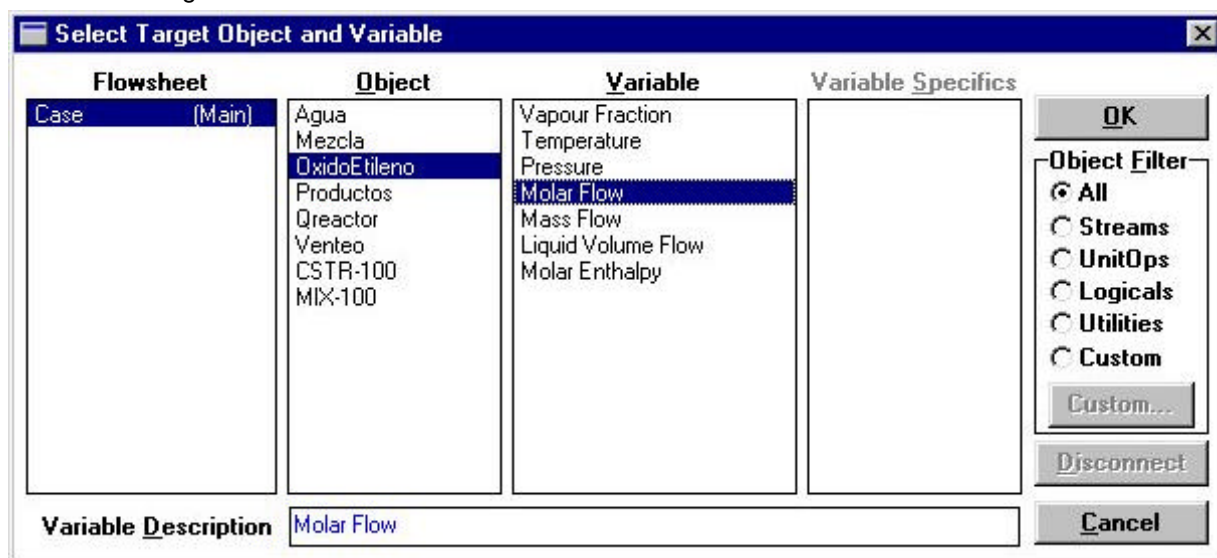 Select Target Object and Variable
Flowsheet
Object
Variable
Variable Specifics
Case (Main)
Agua
Mezcla
OxidoEtileno
Productos
Qreactor
Venteo
CSTR-100
MIX-100
Vapour Fraction
Temperature
Pressure
Molar Flow
Mass Flow
Liquid Volume Flow
Molar Enthalpy
OK
Object Filter
All
Streams
UnitOps
Logicals
Utilities
Custom
Custom...
Disconnect
Cancel
Variable Description
Molar Flow